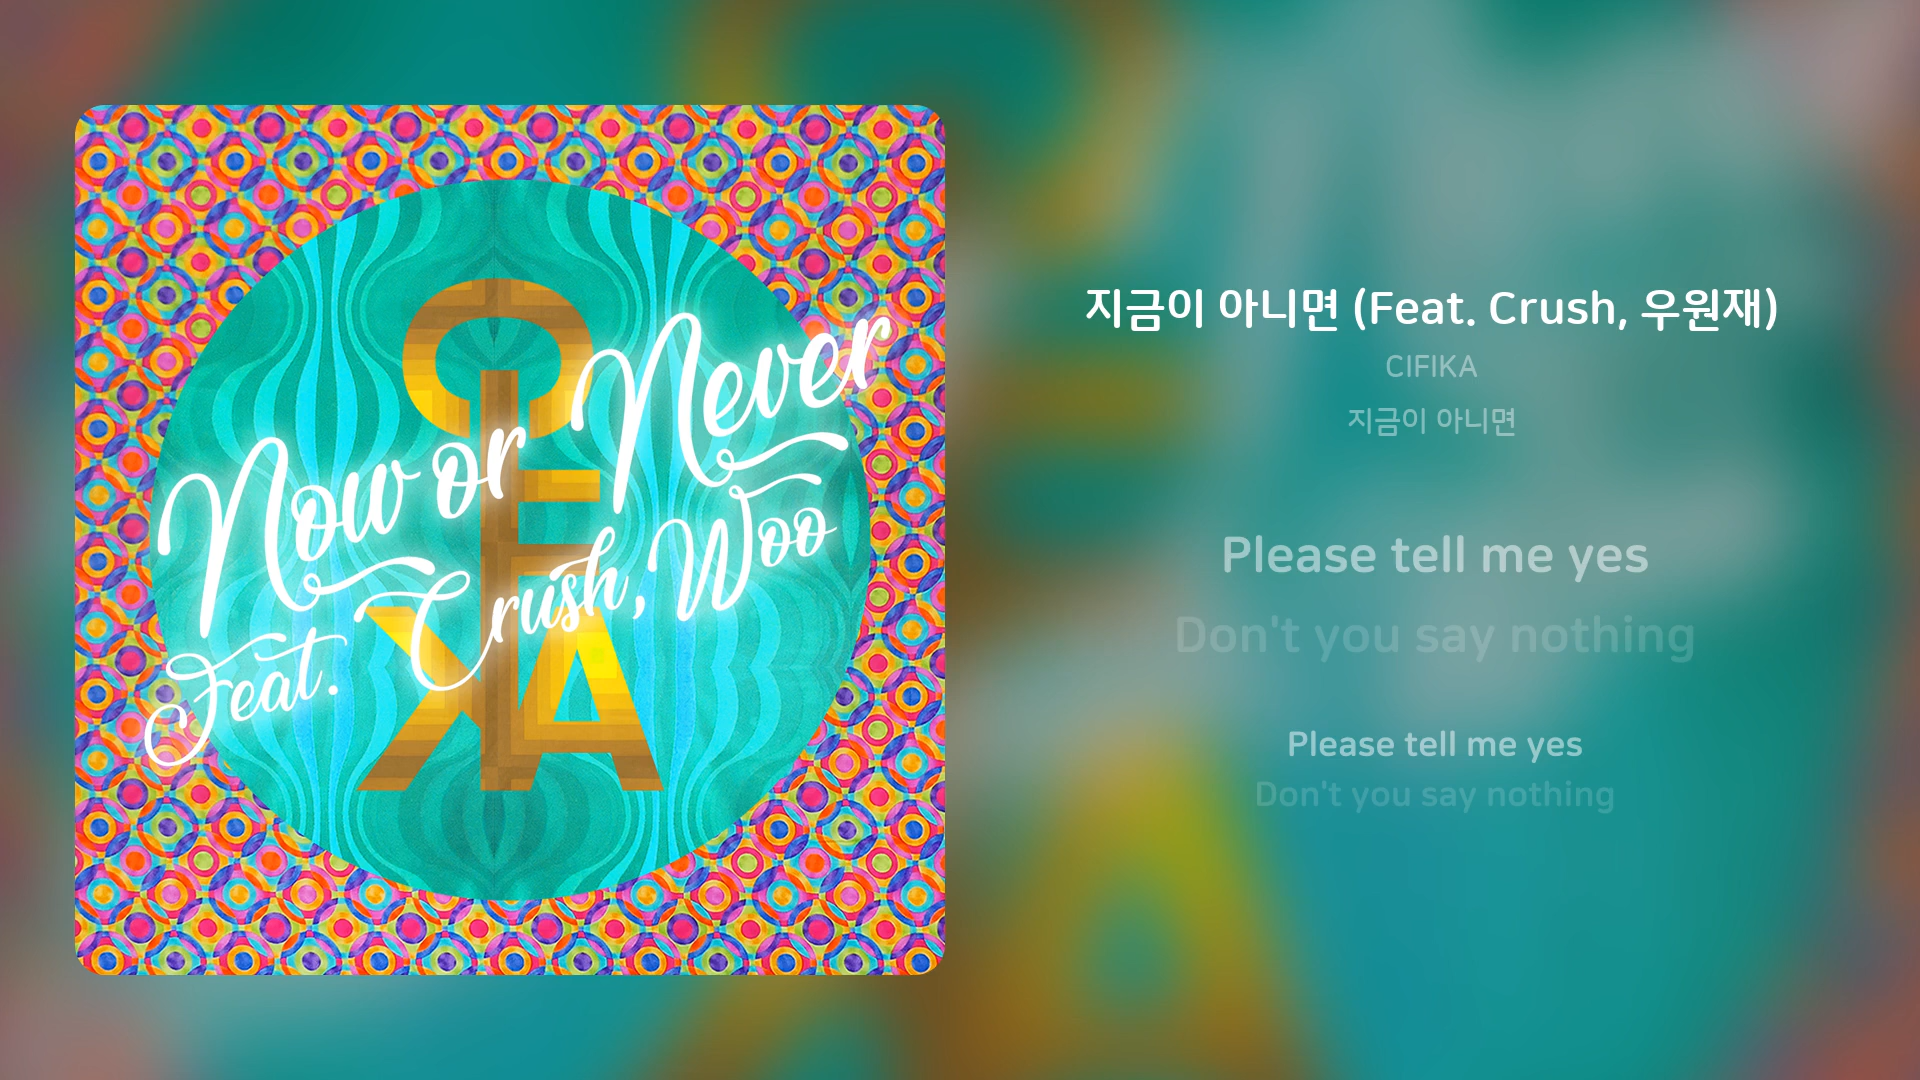 CIFIKA
Now or Never
Feat. Crush, Woo
지금이 아니면 (Feat. Crush, 우원재)
CIFIKA
지금이 아니면
Please tell me yes
Don't you say nothing
Please tell me yes
Don't you say nothing